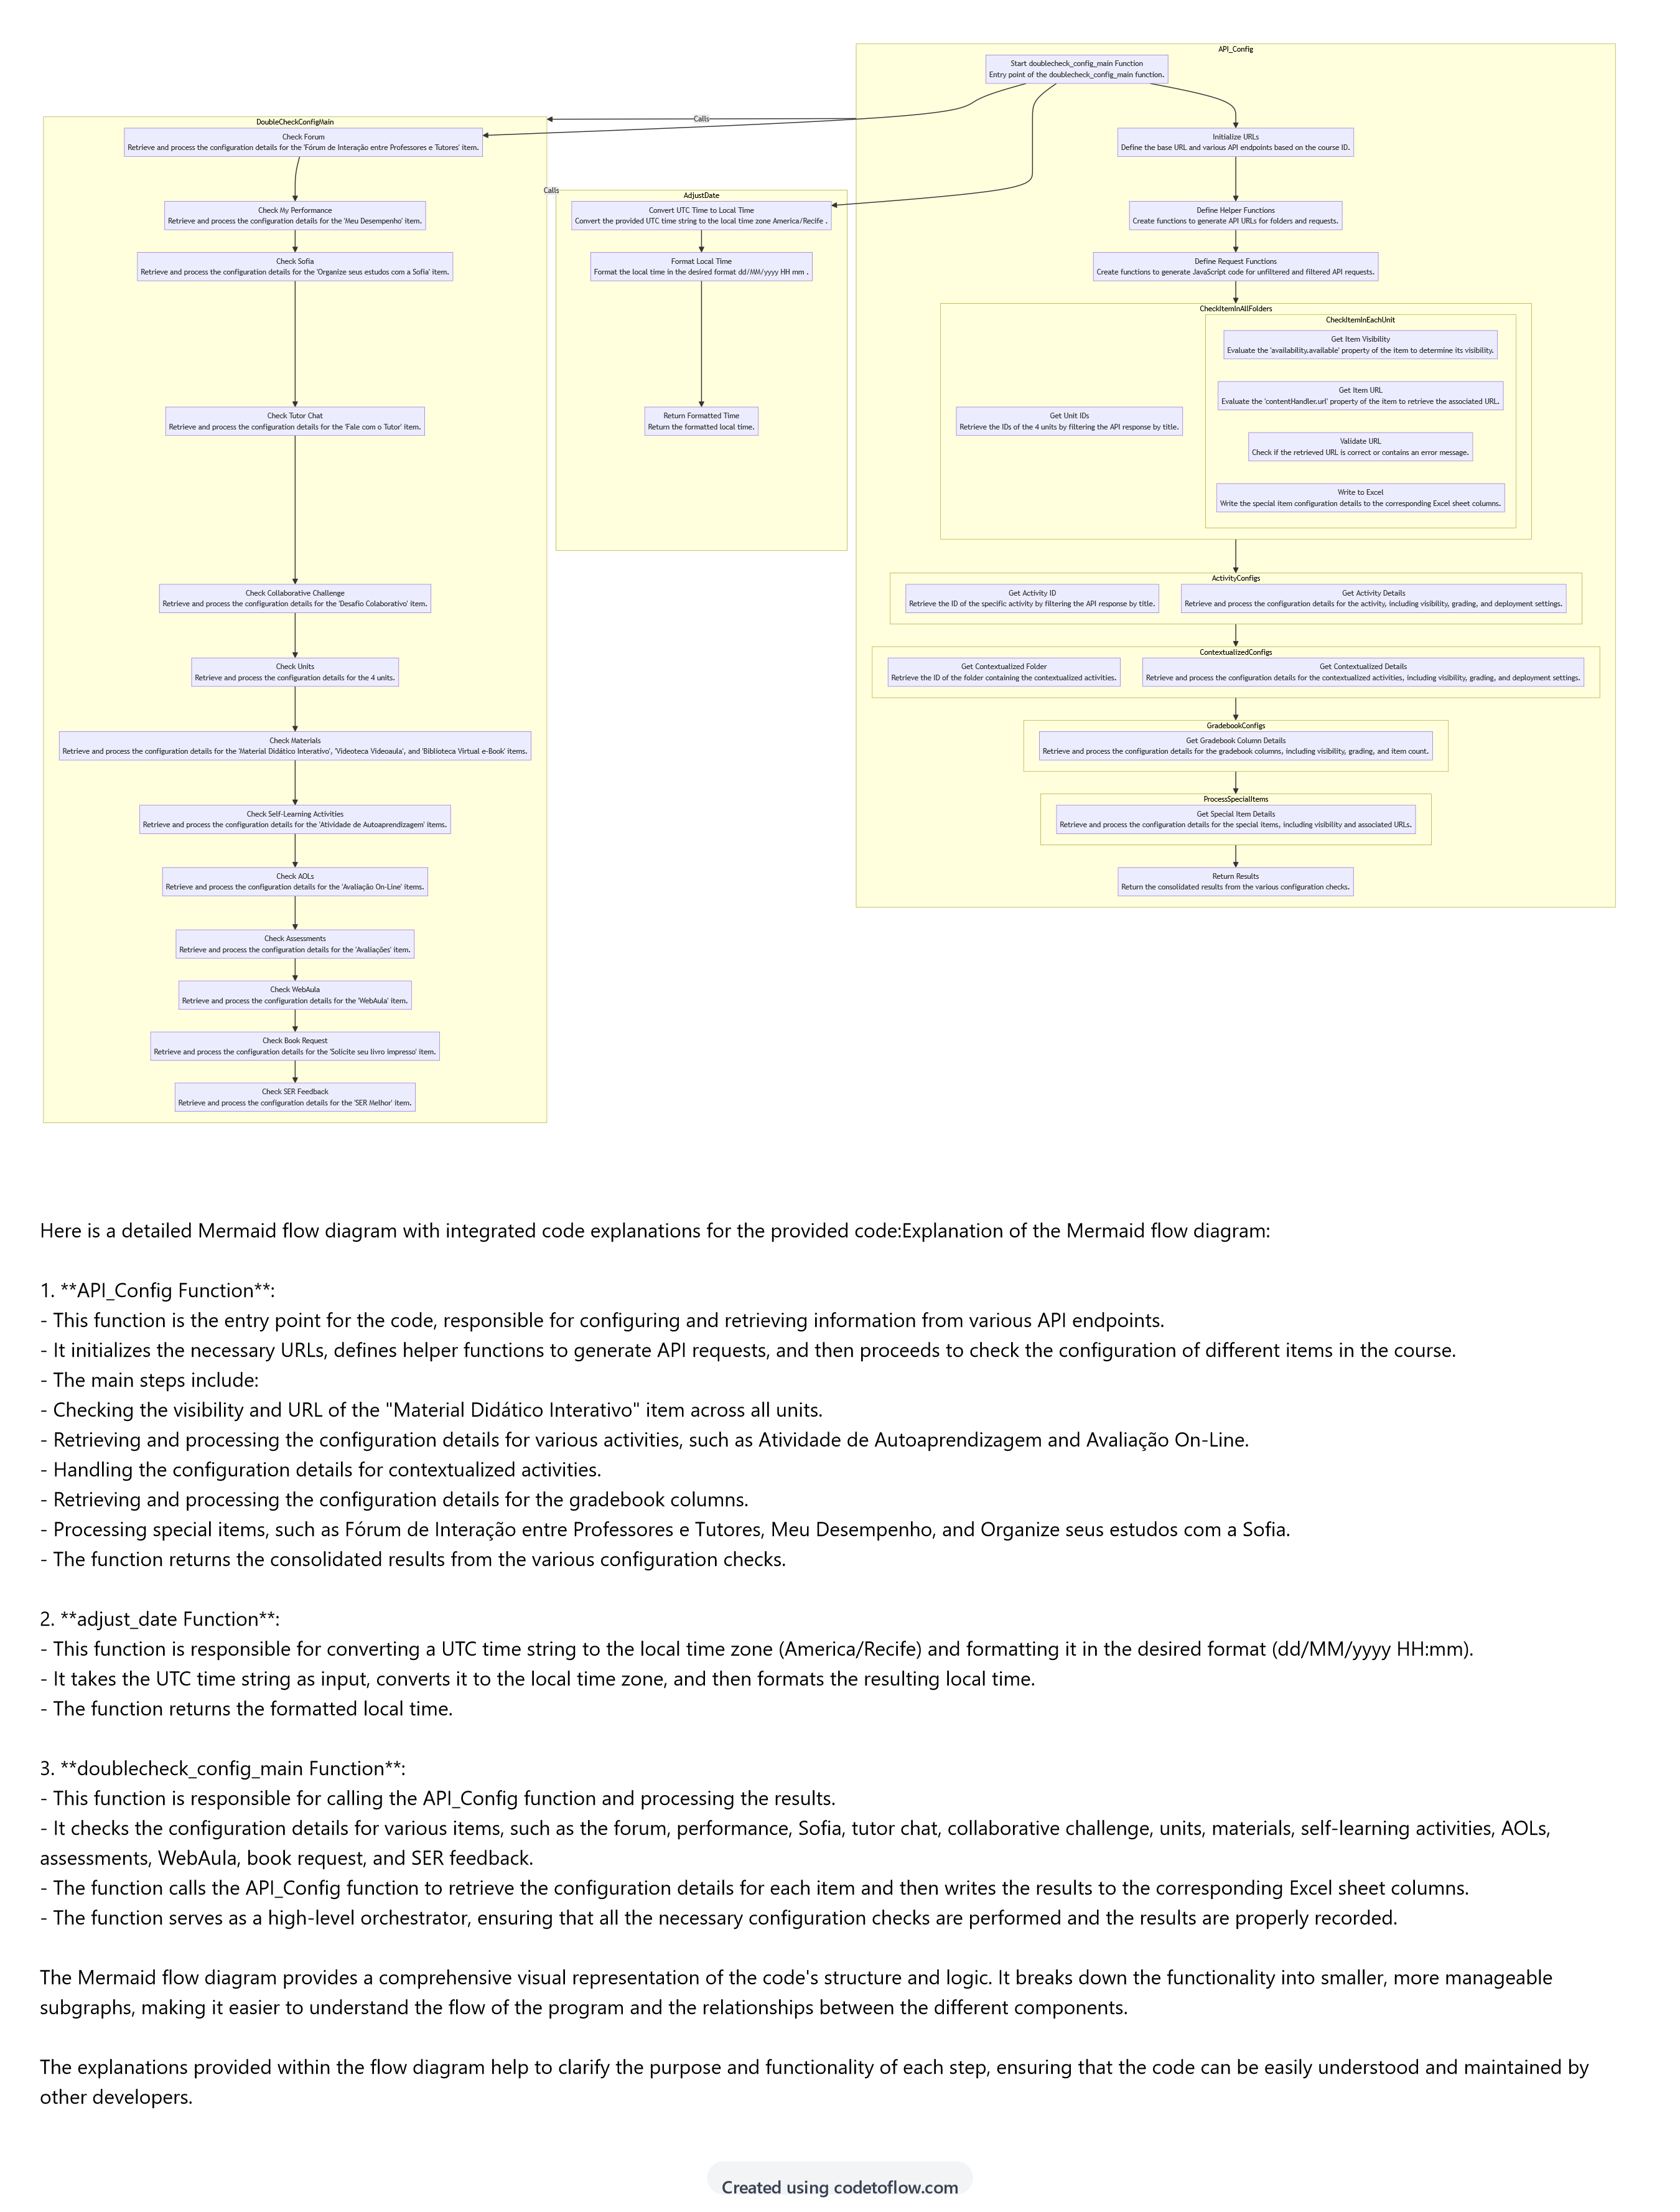 API_Config
Start doublecheck_config_main Function
Entry point of the doublecheck_config_main function.
Calls
DoubleCheckConfigMain
Check Forum
Retrieve and process the configuration details for the 'Fórum de Interação entre Professores e Tutores' item.
Initialize URLs
Define the base URL and various API endpoints based on the course ID.
Calls
AdjustDate
Check My Performance
Retrieve and process the configuration details for the 'Meu Desempenho' item.
Convert UTC Time to Local Time
Convert the provided UTC time string to the local time zone America/Recife .
Define Helper Functions
Create functions to generate API URLs for folders and requests.
Check Sofia
Retrieve and process the configuration details for the 'Organize seus estudos com a Sofia' item.
Format Local Time
Format the local time in the desired format dd/MM/yyyy HH mm .
Define Request Functions
Create functions to generate JavaScript code for unfiltered and filtered API requests.
CheckItemInAllFolders
CheckItemInEachUnit
Get Item Visibility
Evaluate the 'availability.available' property of the item to determine its visibility.
Get Item URL
Evaluate the 'contentHandler.url' property of the item to retrieve the associated URL.
Check Tutor Chat
Retrieve and process the configuration details for the 'Fale com o Tutor' item.
Return Formatted Time
Return the formatted local time.
Get Unit IDs
Retrieve the IDs of the 4 units by filtering the API response by title.
Validate URL
Check if the retrieved URL is correct or contains an error message.
Write to Excel
Write the special item configuration details to the corresponding Excel sheet columns.
ActivityConfigs
Check Collaborative Challenge
Retrieve and process the configuration details for the 'Desafio Colaborativo' item.
Get Activity ID
Retrieve the ID of the specific activity by filtering the API response by title.
Get Activity Details
Retrieve and process the configuration details for the activity, including visibility, grading, and deployment settings.
ContextualizedConfigs
Check Units
Retrieve and process the configuration details for the 4 units.
Get Contextualized Folder
Retrieve the ID of the folder containing the contextualized activities.
Get Contextualized Details
Retrieve and process the configuration details for the contextualized activities, including visibility, grading, and deployment settings.
GradebookConfigs
Check Materials
Retrieve and process the configuration details for the 'Material Didático Interativo', 'Videoteca Videoaula', and 'Biblioteca Virtual e-Book' items.
Get Gradebook Column Details
Retrieve and process the configuration details for the gradebook columns, including visibility, grading, and item count.
ProcessSpecialItems
Check Self-Learning Activities
Retrieve and process the configuration details for the 'Atividade de Autoaprendizagem' items.
Get Special Item Details
Retrieve and process the configuration details for the special items, including visibility and associated URLs.
Check AOLs
Retrieve and process the configuration details for the 'Avaliação On-Line' items.
Return Results
Return the consolidated results from the various configuration checks.
Check Assessments
Retrieve and process the configuration details for the 'Avaliações' item.
Check WebAula
Retrieve and process the configuration details for the 'WebAula' item.
Check Book Request
Retrieve and process the configuration details for the 'Solicite seu livro impresso' item.
Check SER Feedback
Retrieve and process the configuration details for the 'SER Melhor' item.
Here is a detailed Mermaid flow diagram with integrated code explanations for the provided code:Explanation of the Mermaid flow diagram:
1. **API_Config Function**:
- This function is the entry point for the code, responsible for configuring and retrieving information from various API endpoints.
- It initializes the necessary URLs, defines helper functions to generate API requests, and then proceeds to check the configuration of different items in the course.
- The main steps include:
- Checking the visibility and URL of the "Material Didático Interativo" item across all units.
- Retrieving and processing the configuration details for various activities, such as Atividade de Autoaprendizagem and Avaliação On-Line.
- Handling the configuration details for contextualized activities.
- Retrieving and processing the configuration details for the gradebook columns.
- Processing special items, such as Fórum de Interação entre Professores e Tutores, Meu Desempenho, and Organize seus estudos com a Sofia.
- The function returns the consolidated results from the various configuration checks.
2. **adjust_date Function**:
- This function is responsible for converting a UTC time string to the local time zone (America/Recife) and formatting it in the desired format (dd/MM/yyyy HH:mm).
- It takes the UTC time string as input, converts it to the local time zone, and then formats the resulting local time.
- The function returns the formatted local time.
3. **doublecheck_config_main Function**:
- This function is responsible for calling the API_Config function and processing the results.
- It checks the configuration details for various items, such as the forum, performance, Sofia, tutor chat, collaborative challenge, units, materials, self-learning activities, AOLs,
assessments, WebAula, book request, and SER feedback.
- The function calls the API_Config function to retrieve the configuration details for each item and then writes the results to the corresponding Excel sheet columns.
- The function serves as a high-level orchestrator, ensuring that all the necessary configuration checks are performed and the results are properly recorded.
The Mermaid flow diagram provides a comprehensive visual representation of the code's structure and logic. It breaks down the functionality into smaller, more manageable
subgraphs, making it easier to understand the flow of the program and the relationships between the different components.
The explanations provided within the flow diagram help to clarify the purpose and functionality of each step, ensuring that the code can be easily understood and maintained by
other developers.
Created using codetoflow.com